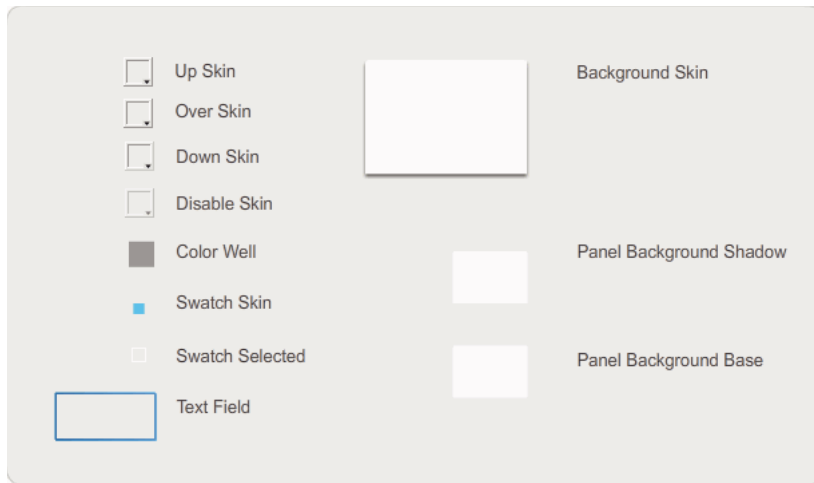 Up Skin
Over Skin
Down Skin
Disable Skin
Color Well
Swatch Skin
Swatch Selected
Text Field
Background Skin
Panel Background Shadow
Panel Background Base